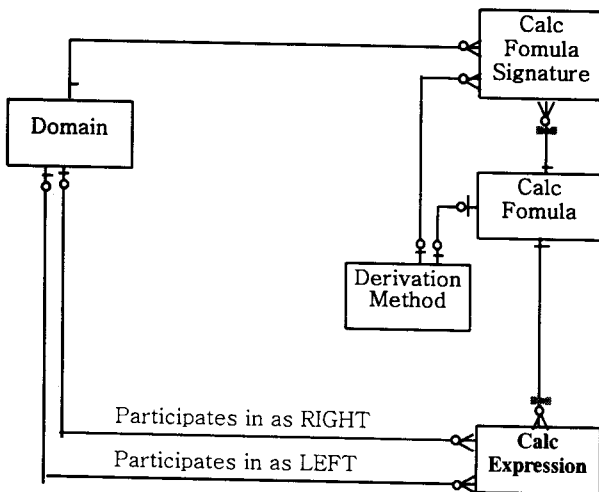 Calc
Fomula
Signature
Domain
Calc
Fomula
Derivation
Method
Participates in as RIGHT
Participates in as LEFT
Calc
Expression